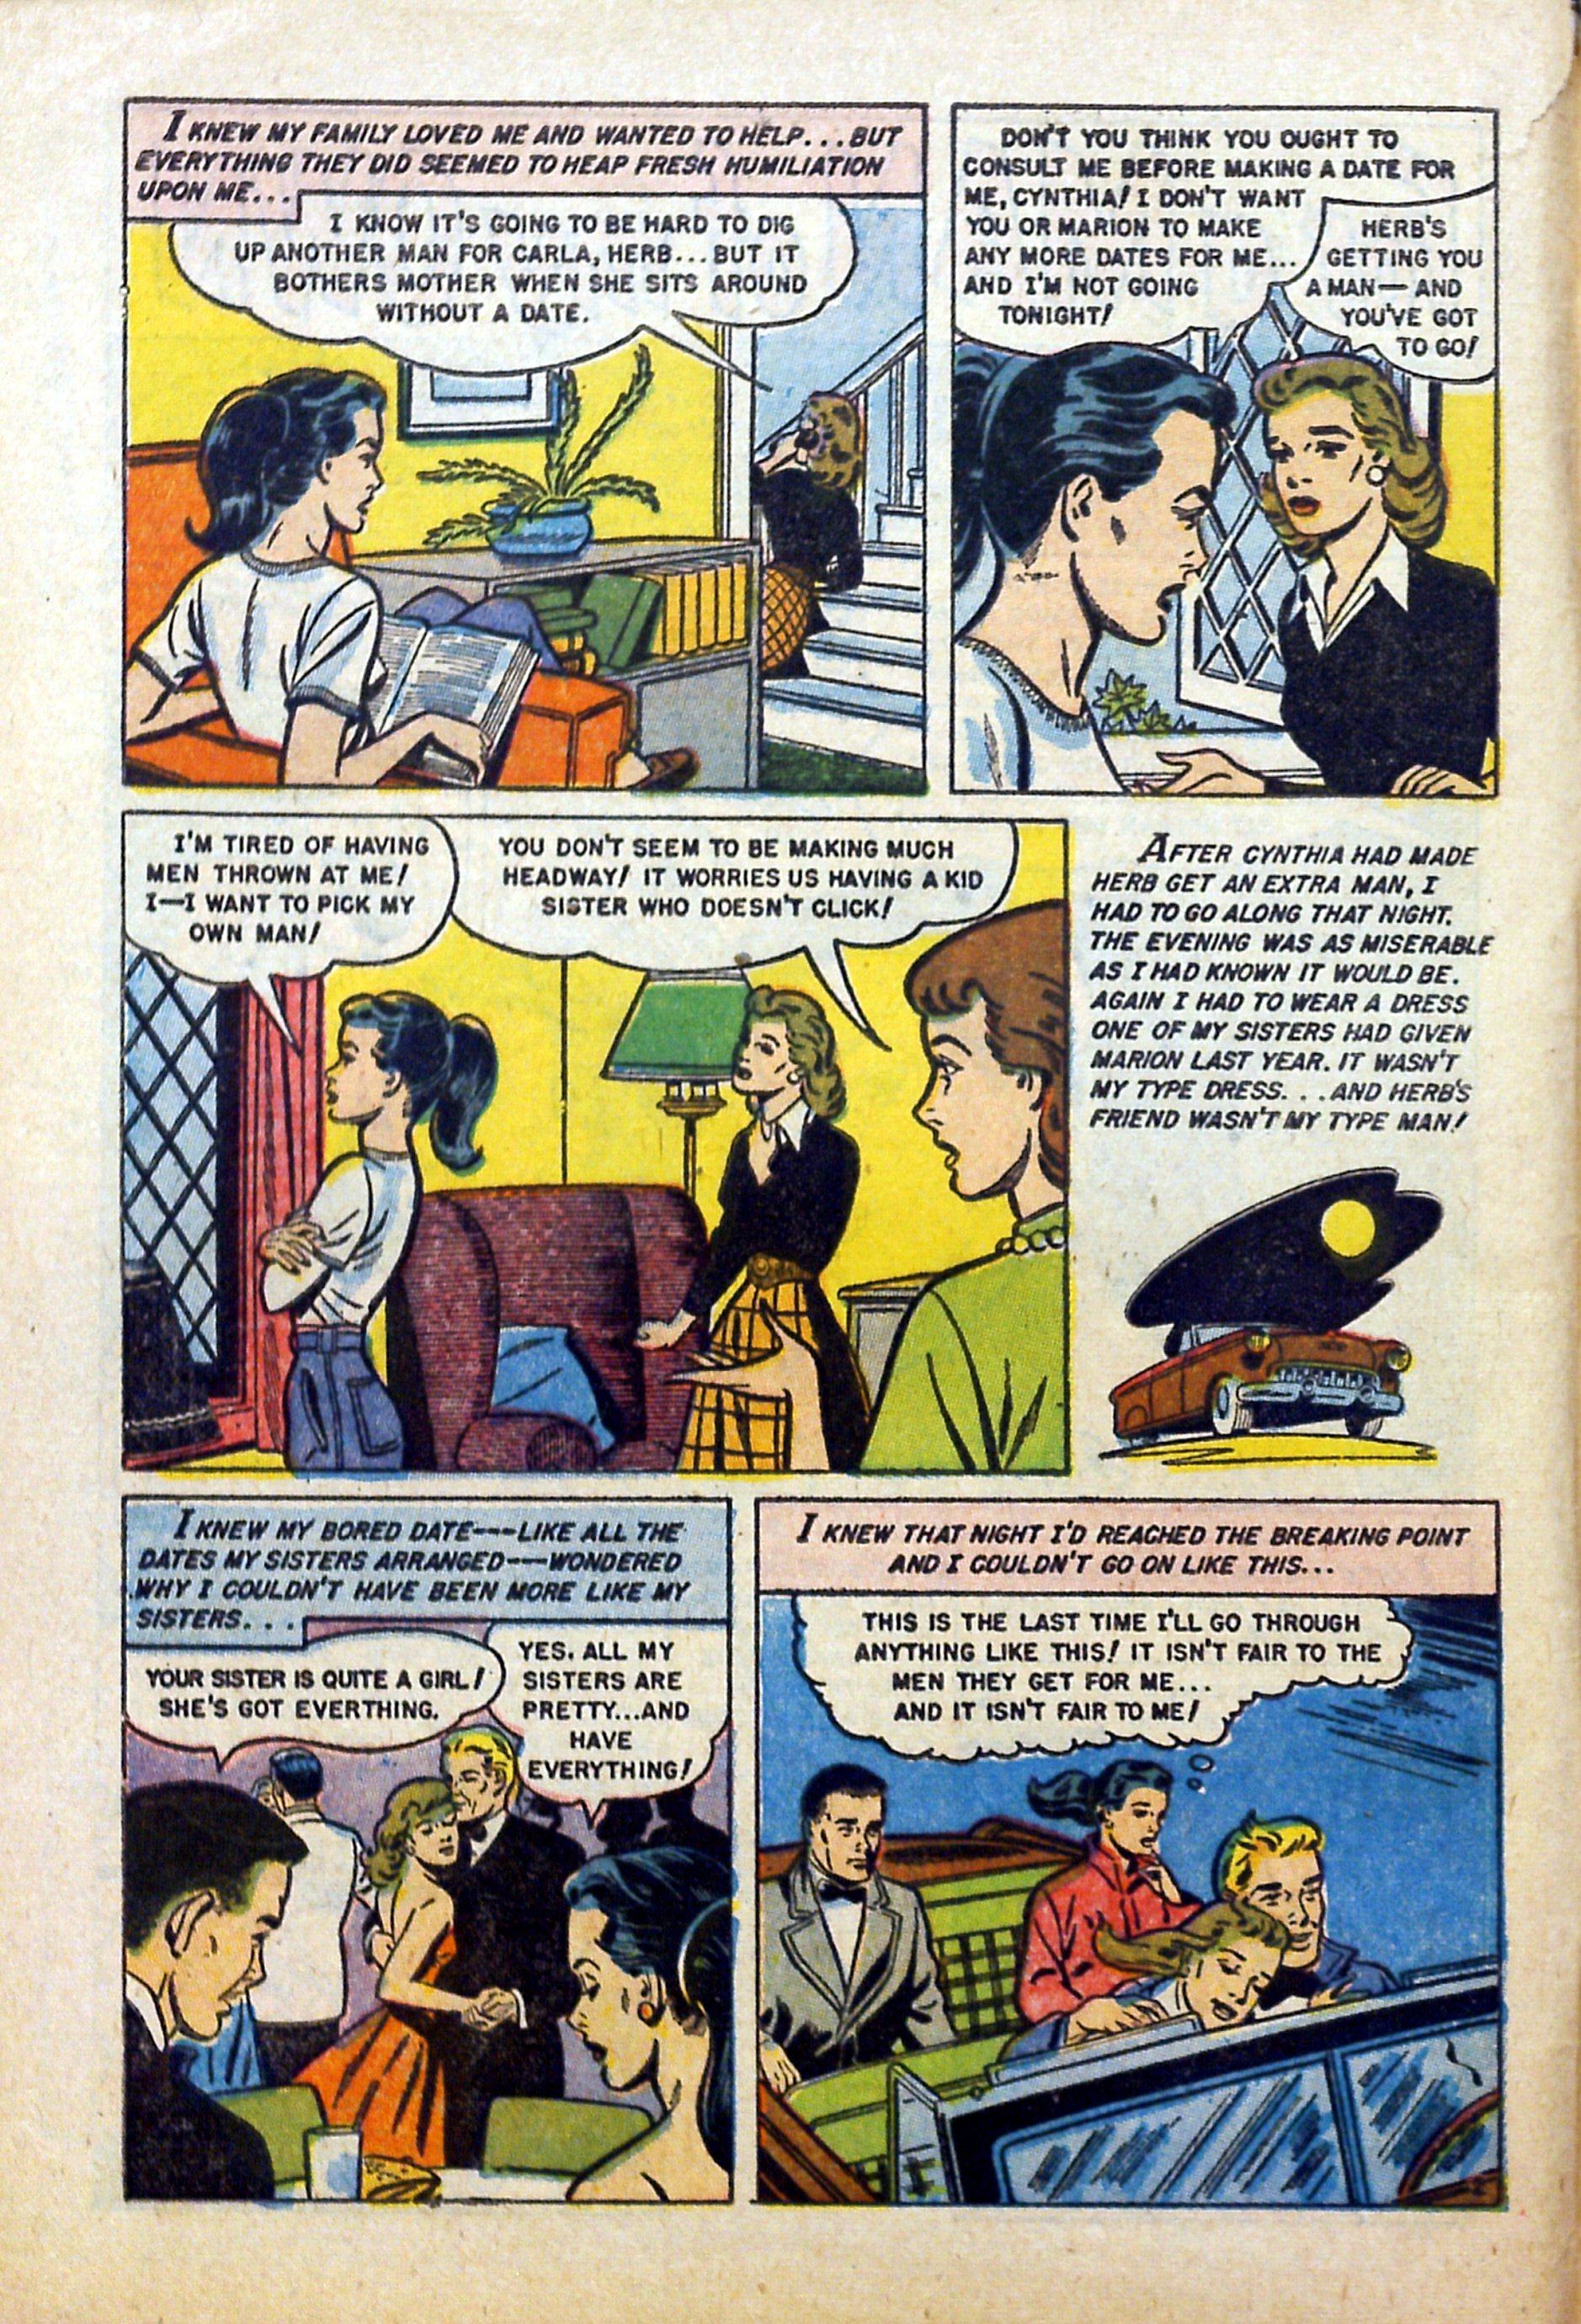 I KNEW MY FAMILY LOVED ME AND WANTED TO HELP...BUT
EVERYTHING THEY DID SEEMED TO HEAP FRESH HUMILIATION
UPON ME...
I KNOW IT'S GOING TO BE HARD TO DIG
UP ANOTHER MAN FOR CARLA, HERB...BUT IT
BOTHERS MOTHER WHEN SHE SITS AROUND
WITHOUT A DATE.
DON'T YOU THINK YOU OUGHT TO
CONSULT ME BEFORE MAKING A DATE FOR
ME, CYNTHIA! I DON'T WANT
YOU OR MARION TO MAKE
ANY MORE DATES FOR ME...
AND I'M NOT GOING
TONIGHT!
HERB'S
GETTING YOU
A MAN—AND
YOU'VE GOT
TO GO!
I'M TIRED OF HAVING
MEN THROWN AT ME!
I—I WANT TO PICK MY
OWN MAN!
YOU DON'T SEEM TO BE MAKING MUCH
HEADWAY! IT WORRIES US HAVING A KID
SISTER WHO DOESN'T CLICK!
AFTER CYNTHIA HAD MADE
HERB GET AN EXTRA MAN, I
HAD TO GO ALONG THAT NIGHT.
THE EVENING WAS AS MISERABLE
AS I HAD KNOWN IT WOULD BE.
AGAIN I HAD TO WEAR A DRESS
ONE OF MY SISTERS HAD GIVEN
MARION LAST YEAR. IT WASN'T
MY TYPE DRESS...AND HERB'S
FRIEND WASN'T MY TYPE MAN!
I KNEW MY BORED DATE---LIKE ALL THE
DATES MY SISTERS ARRANGED---WONDERED
WHY I COULDN'T HAVE BEEN MORE LIKE MY
SISTERS...
YOUR SISTER IS QUITE A GIRL!
SHE'S GOT EVERTHING.
YES. ALL MY
SISTERS ARE
PRETTY...AND
HAVE
EVERYTHING!
I KNEW THAT NIGHT I'D REACHED THE BREAKING POINT
AND I COULDN'T GO ON LIKE THIS...
THIS IS THE LAST TIME I'LL GO THROUGH
ANYTHING LIKE THIS! IT ISN'T FAIR TO THE
MEN THEY GET FOR ME...
AND IT ISN'T FAIR TO ME!